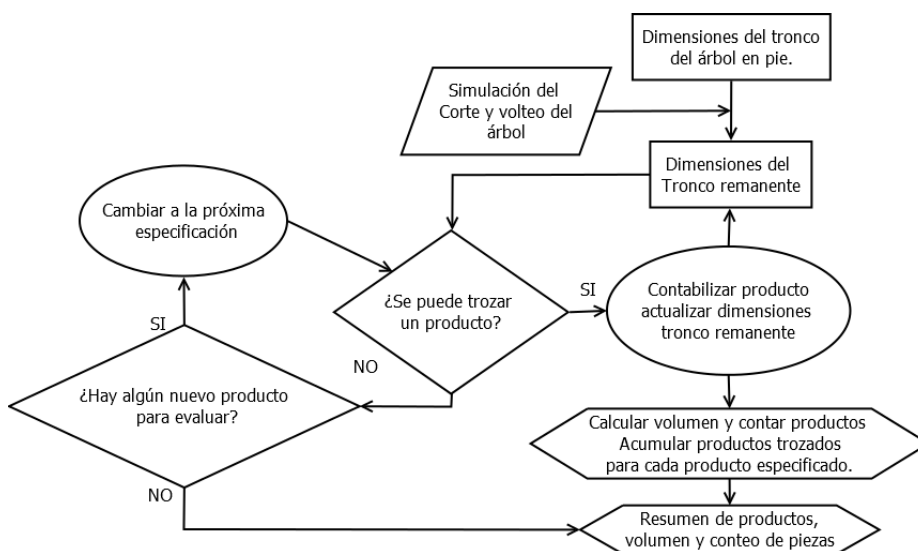 Dimensiones del tronco
del árbol en pie.
Simulación del
Corte y volteo del
árbol
Dimensiones del
Tronco remanente
Cambiar a la próxima
especificación
¿Se puede trozar
un producto?
SI
Contabilizar producto
actualizar dimensiones
tronco remanente
SI
NO
¿Hay algún nuevo producto
para evaluar?
Calcular volumen y contar productos
Acumular productos trozados
para cada producto especificado.
NO
Resumen de productos,
volumen y conteo de piezas